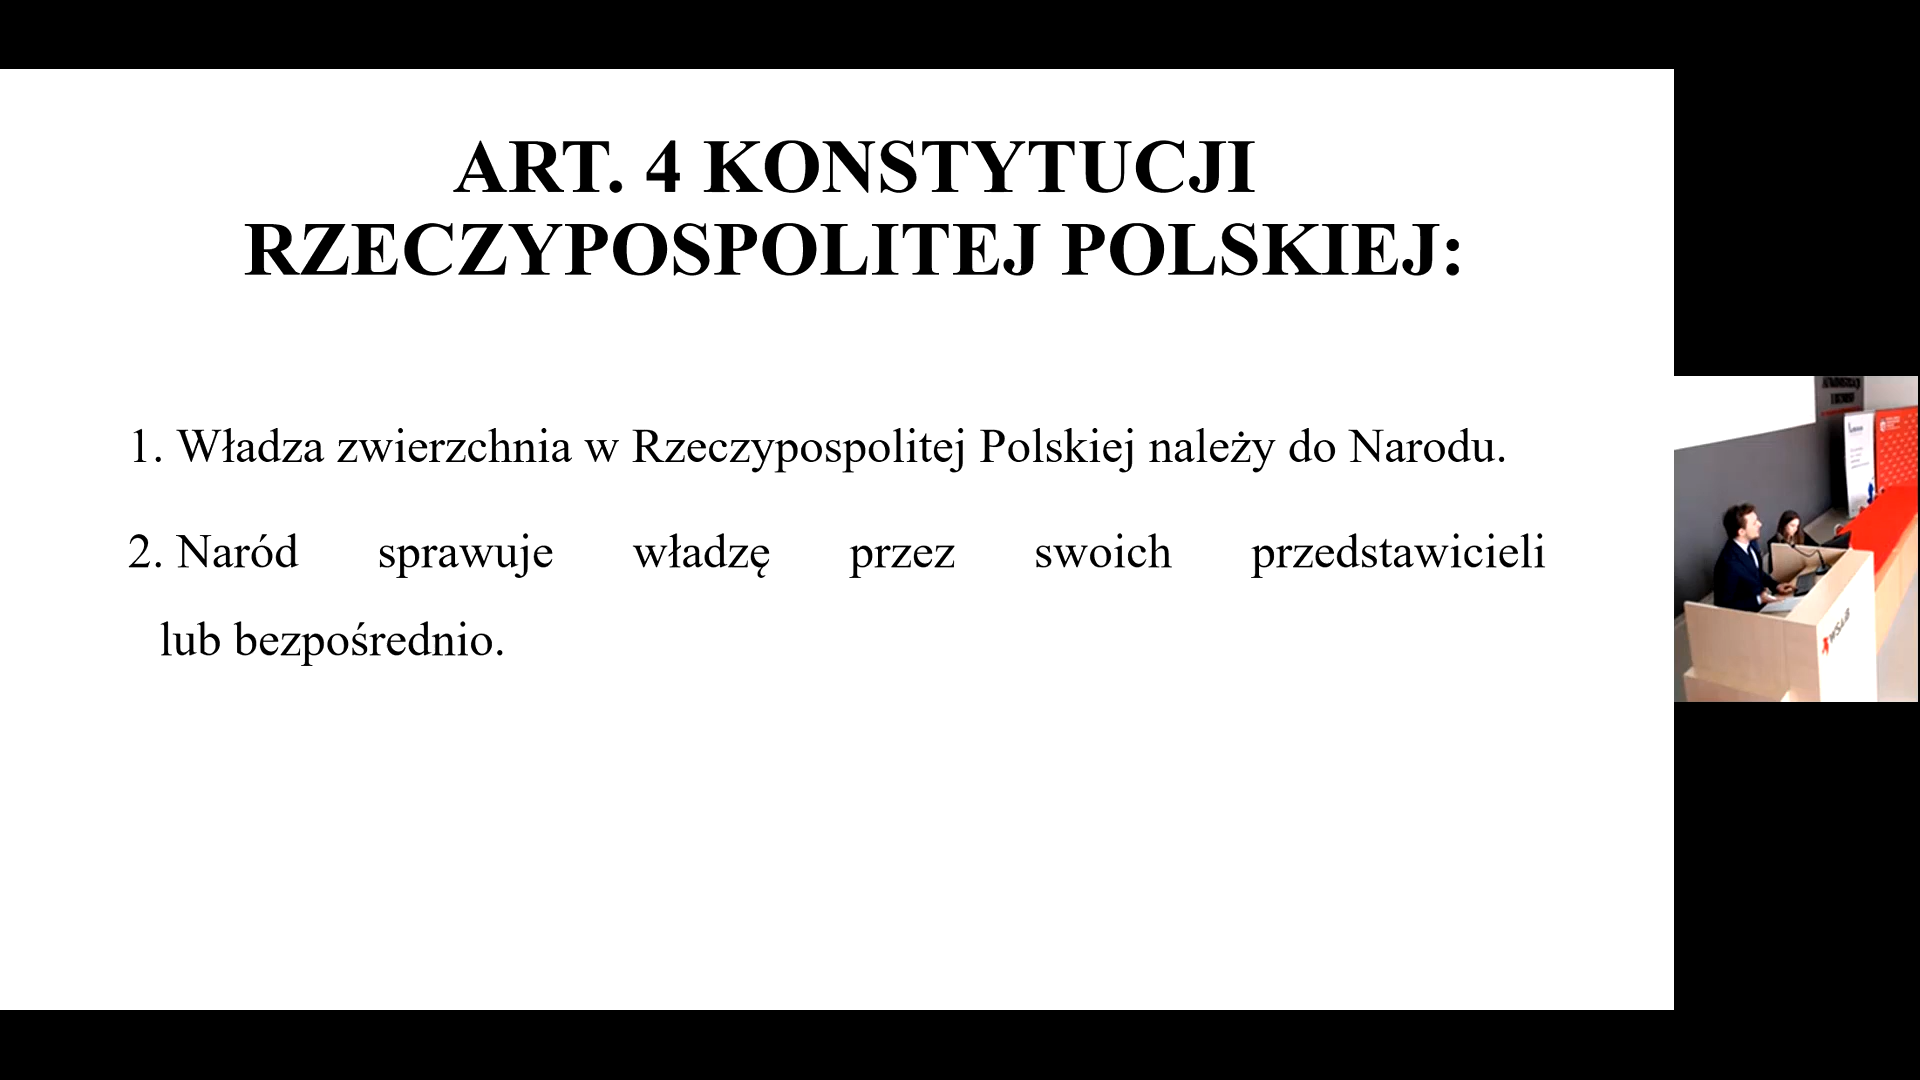 ART. 4 KONSTYTUCJI
RZECZYPOSPOLITEJ POLSKIEJ:
1. Władza zwierzchnia w Rzeczypospolitej Polskiej należy do Narodu.
2. Naród sprawuje władzę przez swoich przedstawicieli
lub bezpośrednio.
WSAiB